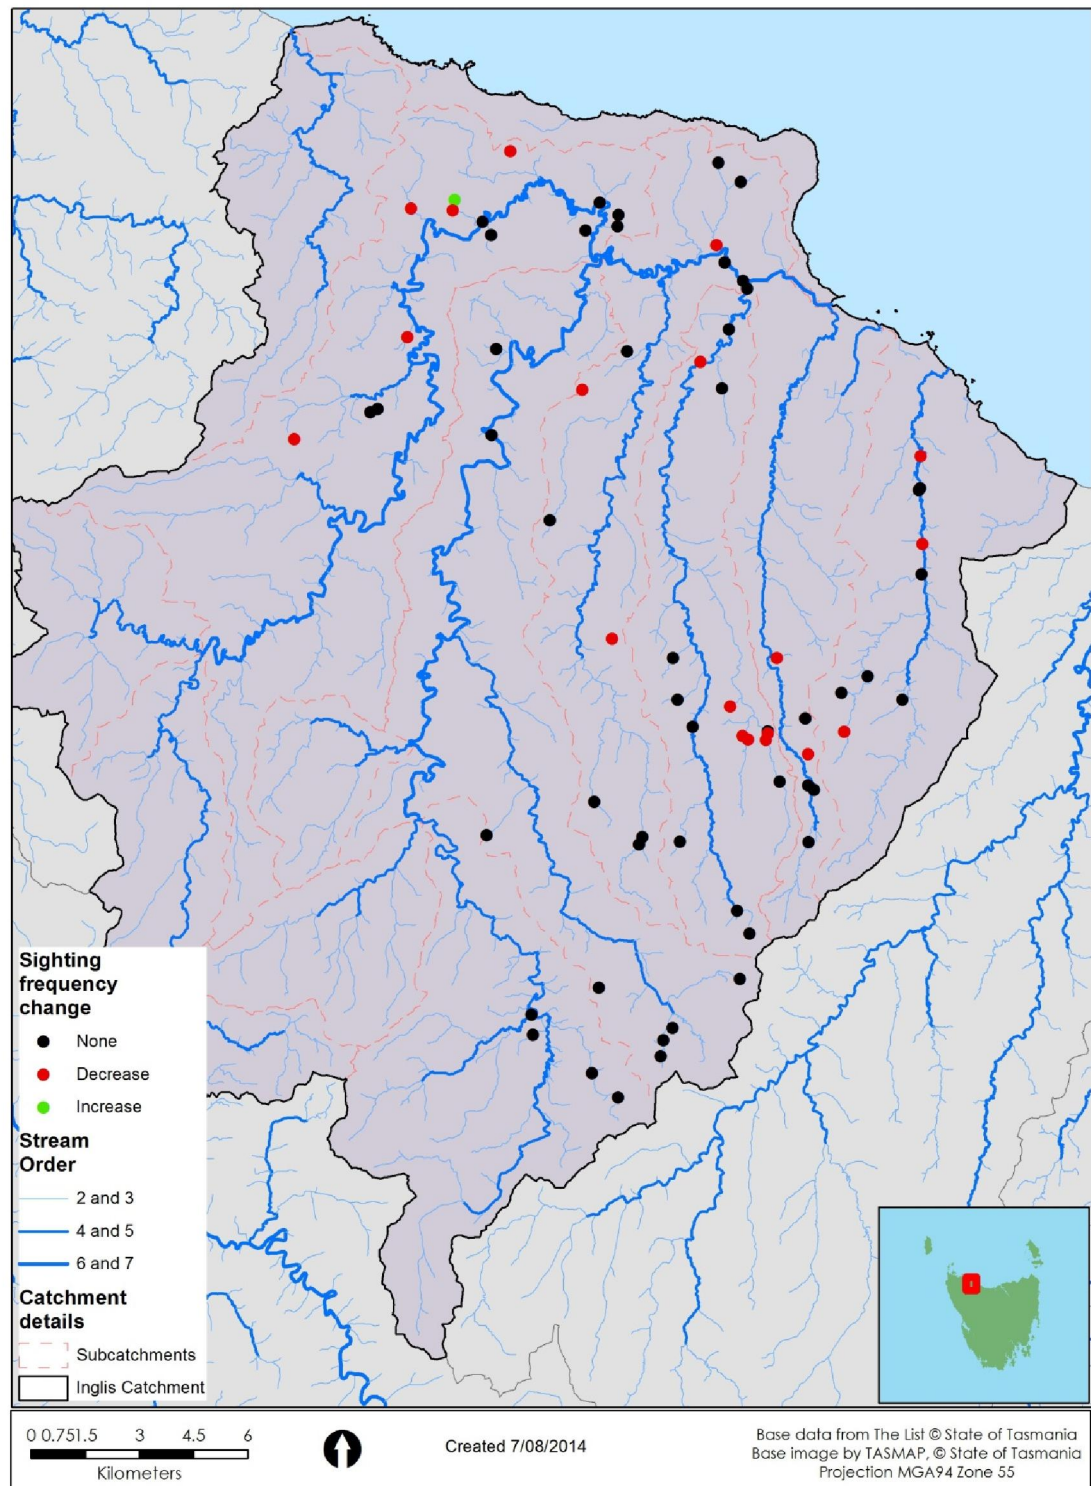 Sighting
frequency
change
None
Decrease
Increase
Stream
Order
2 and 3
4 and 5
6 and 7
Catchment
details
Subcatchments
Inglis Catchment
0 0.751.5 3 4.5 6
Kilometers
Created 7/08/2014
Base data from The List © State of Tasmania
Base image by TASMAP, © State of Tasmania
Projection MGA94 Zone 55